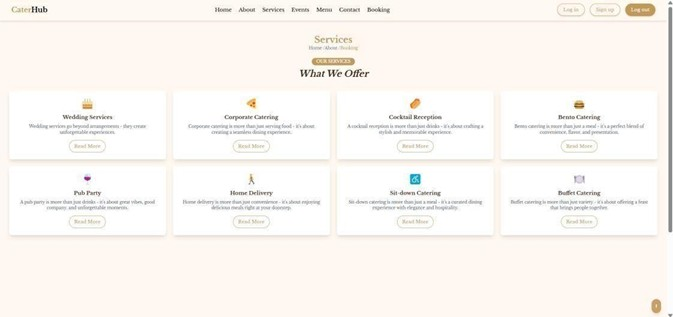 CaterHub
Home About Services Events Menu Contact Booking
Log in Sign up Log out
Services
Home About Booking
OUR SERVICES
What We Offer
Wedding Services
Wedding services go beyond arrangements - they create
unforgettable experiences.
Read More
Corporate Catering
Corporate catering is more than just serving food - it's about
creating a seamless dining experience.
Read More
Cocktail Reception
A cocktail reception is more than just drinks - it's about crafting a
stylish and memorable experience.
Read More
Bento Catering
Bento catering is more than just a meal - it's a perfect blend of
convenience, flavor, and presentation.
Read More
Pub Party
A pub party is more than just drinks - it's about great vibes, good
company, and unforgettable moments.
Read More
Home Delivery
Home delivery is more than just convenience - it's about enjoying
delicious meals right at your doorstep.
Read More
Sit-down Catering
Sit-down catering is more than just a meal - it's about a curated dining
experience with elegance and hospitality.
Read More
Buffet Catering
Buffet catering is more than just variety - it's about offering a feast
that brings people together.
Read More